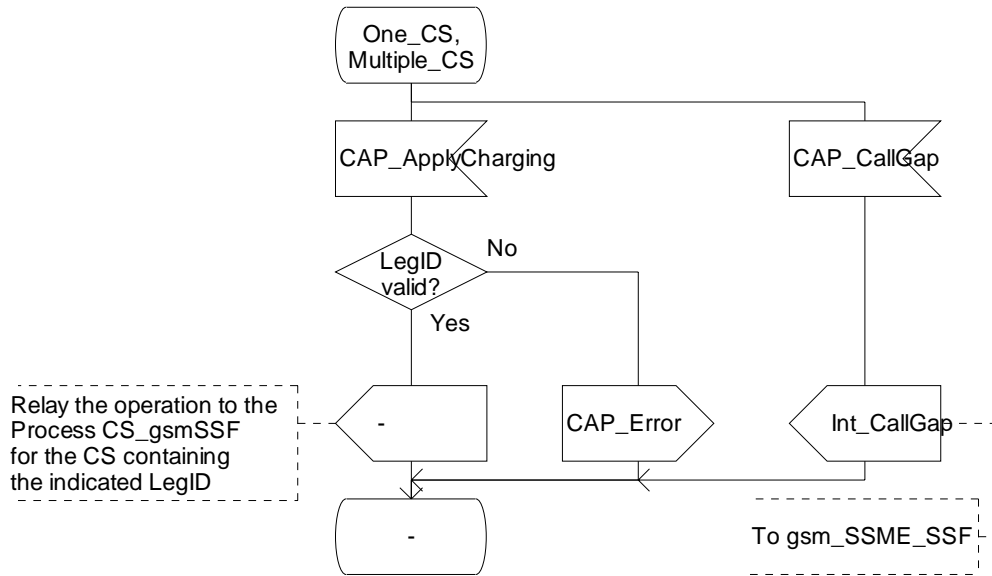 One_CS,
Multiple_CS
CAP_ApplyCharging
CAP_CallGap
LegID
valid?
No
Yes
Relay the operation to the
Process CS_gsmSSF
for the CS containing
the indicated LegID
-
CAP_Error
Int_CallGap
To gsm_SSME_SSF
-